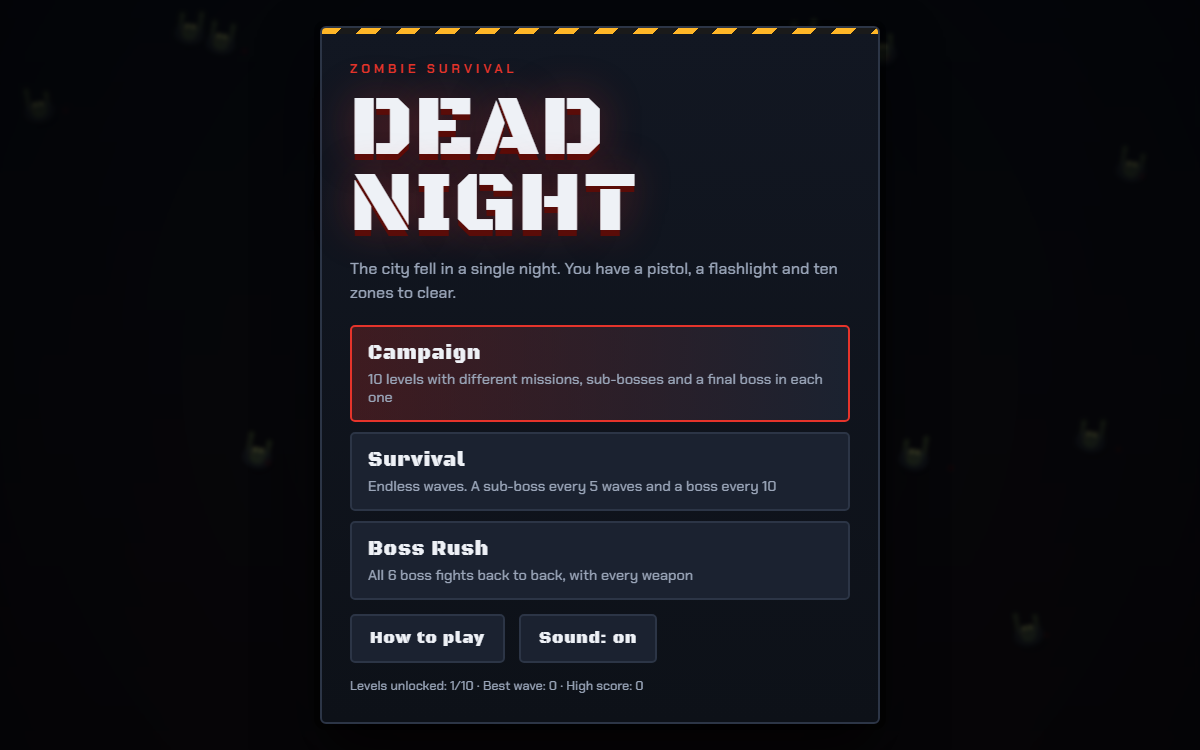 ZOMBIE SURVIVAL
DEAD
NIGHT
The city fell in a single night. You have a pistol, a flashlight and ten
zones to clear.
Campaign
10 levels with different missions, sub-bosses and a final boss in each
one
Survival
Endless waves. A sub-boss every 5 waves and a boss every 10
Boss Rush
All 6 boss fights back to back, with every weapon
How to play
Sound: on
Levels unlocked: 1/10 · Best wave: 0 · High score: 0